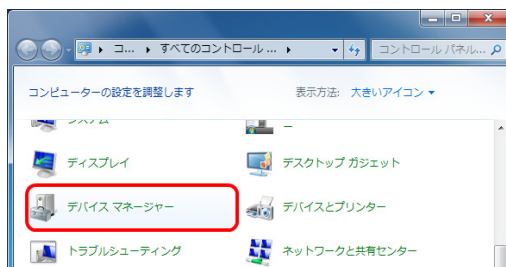 コ... すべてのコントロール ... コントロール パネル...
コンピューターの設定を調整します 表示方法: 大きいアイコン
システム
ディスプレイ デスクトップ ガジェット
デバイス マネージャー デバイスとプリンター
トラブルシューティング ネットワークと共有センター